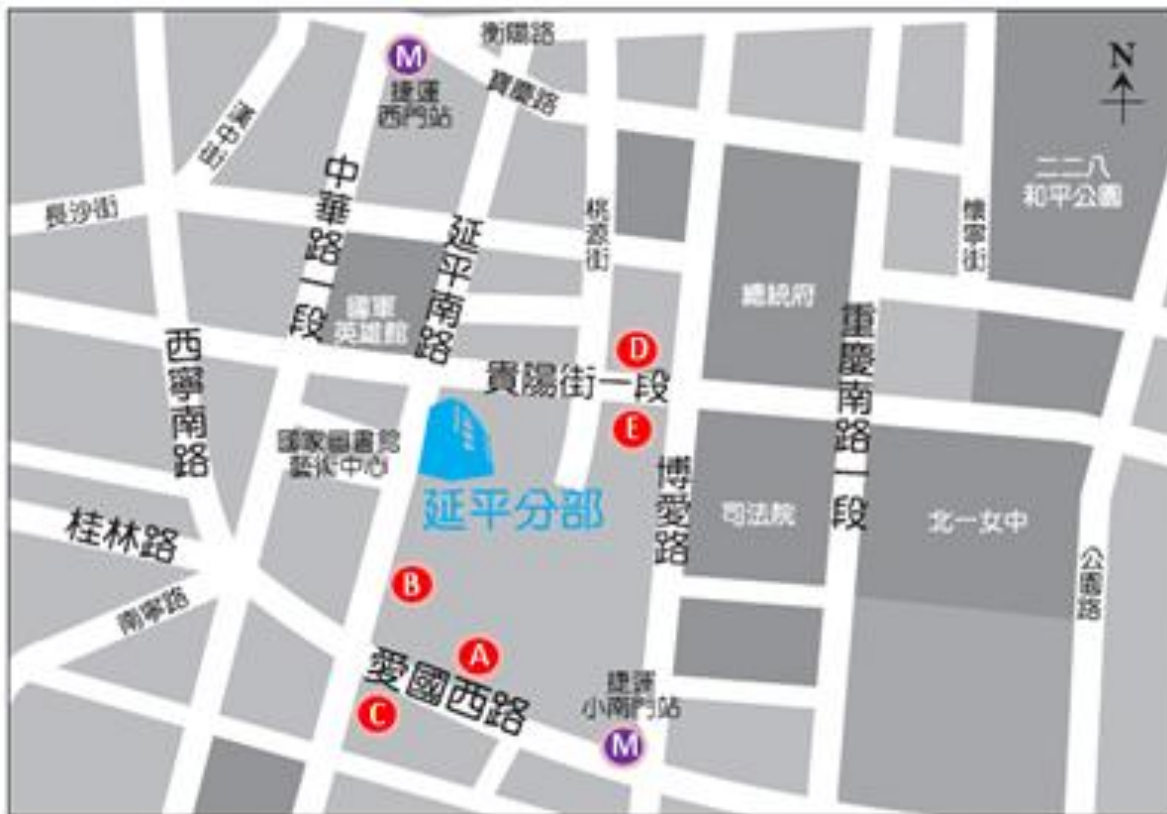 衡陽路
N
M
捷運
西門站
寶慶路
漢中街
二二八
和平公園
長沙街
中華路一段
延平南路
桃源街
懷寧街
總統府
國軍
英雄館
西寧南路
重慶南路一段
D
貴陽街一段
E
國家圖書館
藝術中心
博愛路
延平分部
司法院
北一女中
桂林路
公園路
南寧路
B
A
愛國西路
C
捷運
小南門站
M